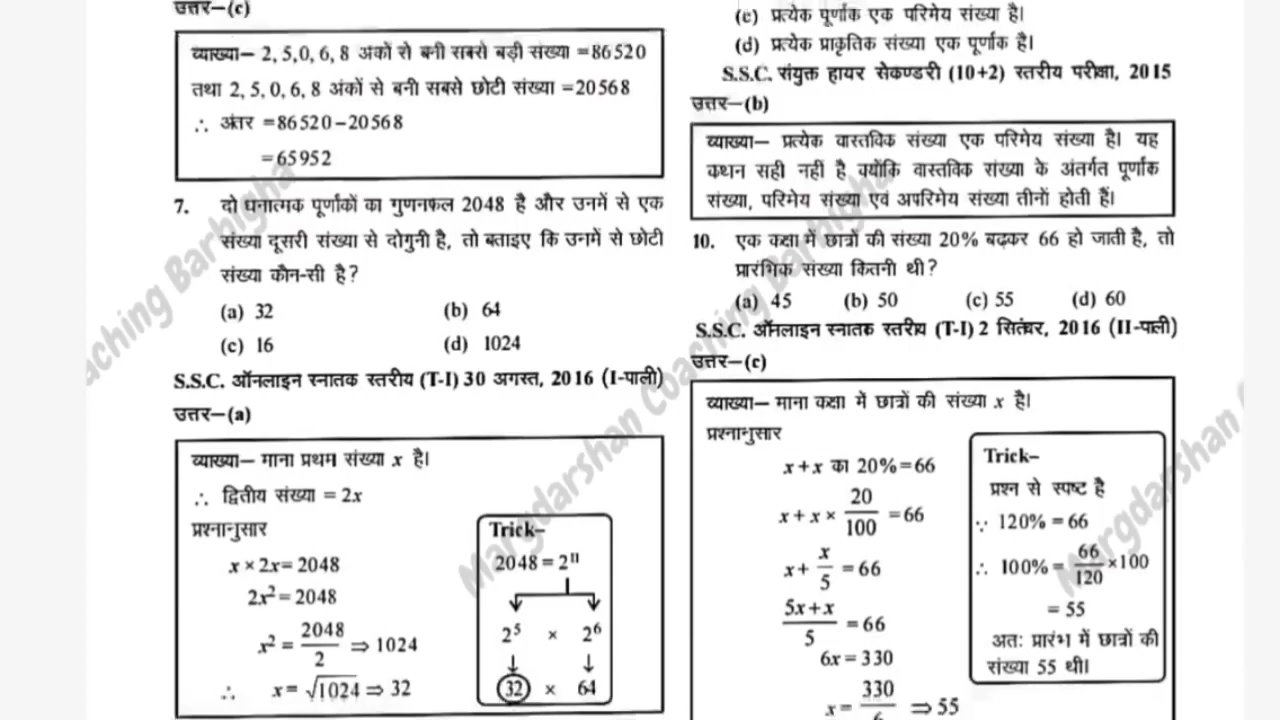 उत्तर–(c)
व्याख्या– 2, 5,0, 6, 8 अंकों से बनी सबसे बड़ी संख्या =86520
तथा 2, 5, 0, 6, 8 अंकों से बनी सबसे छोटी संख्या =20568
∴ अंतर =86520–20568
=65952
7. दो धनात्मक पूर्णांकों का गुणनफल 2048 है और उनमें से एक
संख्या दूसरी संख्या से दोगुनी है, तो बताइए कि उनमें से छोटी
संख्या कौन-सी है?
(a) 32 (b) 64
(c) 16 (d) 1024
S.S.C. ऑनलाइन स्नातक स्तरीय (T-I) 30 अगस्त, 2016 (I-पाली)
उत्तर–(a)
व्याख्या– माना प्रथम संख्या x है।
∴ द्वितीय संख्या = 2x
प्रश्नानुसार
x × 2x = 2048
2x² = 2048
x² = 2048/2 ⇒ 1024
∴ x = √1024 ⇒ 32
Trick–
2048 = 2¹¹
2⁵ × 2⁶
32 × 64
(c) प्रत्येक पूर्णांक एक परिमेय संख्या है।
(d) प्रत्येक प्राकृतिक संख्या एक पूर्णांक है।
S.S.C. संयुक्त हायर सेकण्डरी (10+2) स्तरीय परीक्षा, 2015
उत्तर–(b)
व्याख्या– प्रत्येक वास्तविक संख्या एक परिमेय संख्या है। यह
कथन सही नहीं है क्योंकि वास्तविक संख्या के अंतर्गत पूर्णांक
संख्या, परिमेय संख्या एवं अपरिमेय संख्या तीनों होती हैं।
10. एक कक्षा में छात्रों की संख्या 20% बढ़कर 66 हो जाती है, तो
प्रारंभिक संख्या कितनी थी?
(a) 45 (b) 50 (c) 55 (d) 60
S.S.C. ऑनलाइन स्नातक स्तरीय (T-I) 2 सितंबर, 2016 (II-पाली)
उत्तर–(c)
व्याख्या– माना कक्षा में छात्रों की संख्या x है।
प्रश्नानुसार
x + x का 20% = 66
x + x × 20/100 = 66
x + x/5 = 66
5x + x/5 = 66
6x = 330
x = 330/6 ⇒ 55
Trick–
प्रश्न से स्पष्ट है
∵ 120% = 66
∴ 100% = 66/120 × 100
= 55
अतः प्रारंभ में छात्रों की
संख्या 55 थी।
Margdarshan Coaching Barhigha
Margdarshan